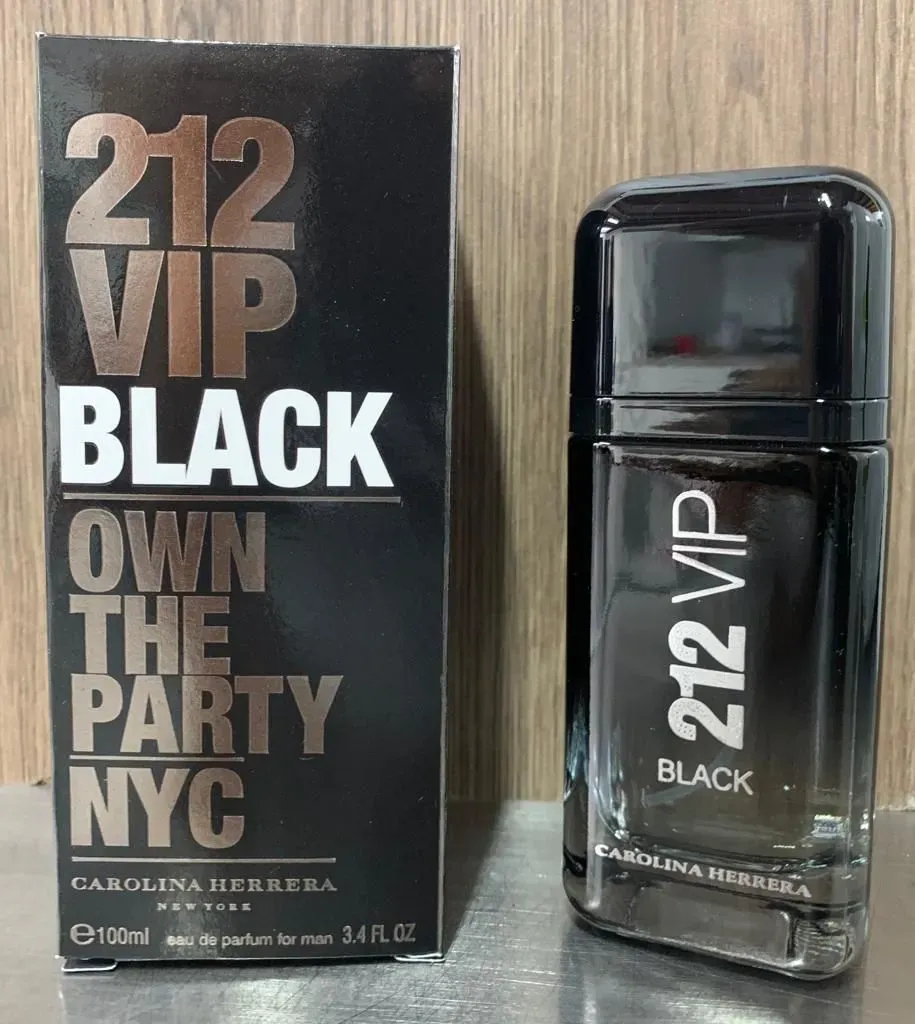 212
VIP
BLACK
OWN
THE
PARTY
NYC
CAROLINA HERRERA
NEW YORK
℮100ml eau de parfum for man 3.4 FL OZ
212 VIP
BLACK
CAROLINA HERRERA